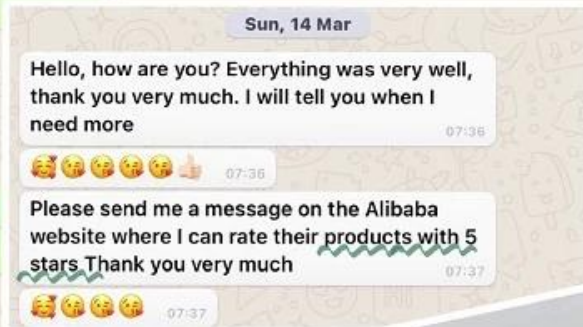 Sun, 14 Mar
Hello, how are you? Everything was very well,
thank you very much. I will tell you when I
need more
07:36
🥰😘😘😘😘👍🏻 07:36
Please send me a message on the Alibaba
website where I can rate their products with 5
stars Thank you very much
07:37
🥰😘😘😘 07:37